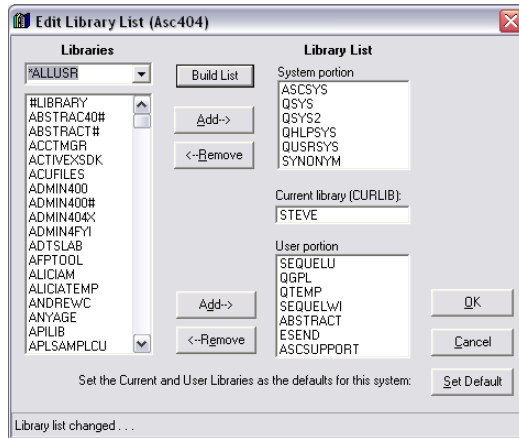 Edit Library List (Asc404)
Libraries
*ALLUSR
#LIBRARY
ABSTRAC40#
ABSTRACT#
ACCTMGR
ACTIVEXSDK
ACUFILES
ADMIN400
ADMIN400#
ADMIN404X
ADMIN4FYI
ADTSLAB
AFPTOOL
ALICIAM
ALICIATEMP
ANDREWC
ANYAGE
APILIB
APLSAMPLCU
Build List
Add-->
<--Remove
Add-->
<--Remove
Library List
System portion
ASCSYS
QSYS
QSYS2
QHLPSYS
QUSRSYS
SYNONYM
Current library (CURLIB):
STEVE
User portion
SEQUELU
QGPL
QTEMP
SEQUELWI
ABSTRACT
ESEND
ASCSUPPORT
OK
Cancel
Set the Current and User Libraries as the defaults for this system:
Set Default
Library list changed . . .